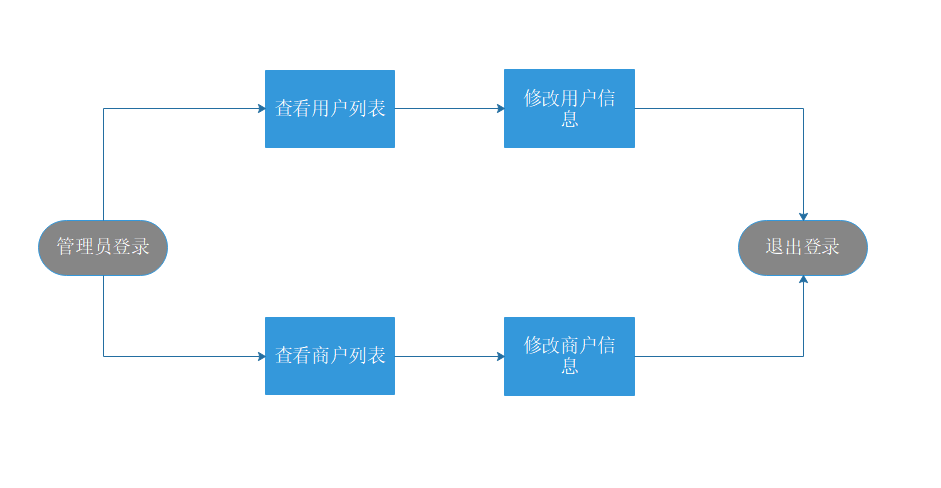 查看用户列表
修改用户信
息
管理员登录
退出登录
查看商户列表
修改商户信
息